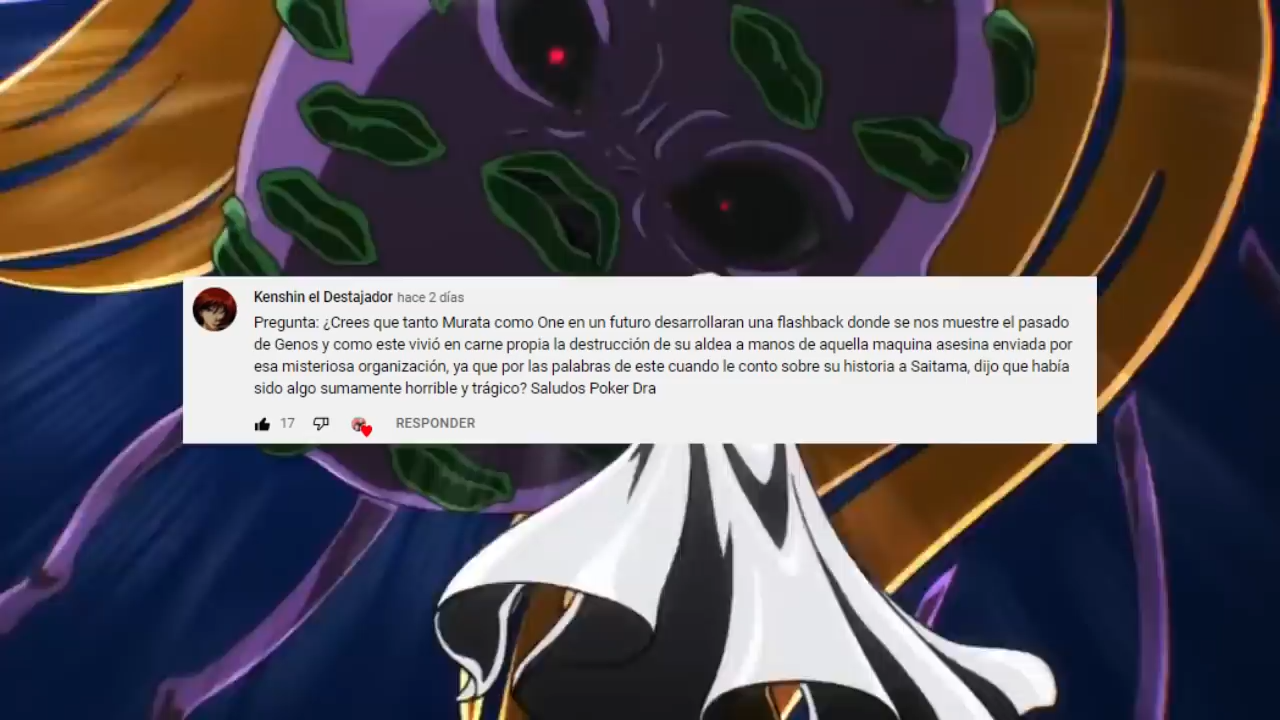 Kenshin el Destajador hace 2 días
Pregunta: ¿Crees que tanto Murata como One en un futuro desarrollaran una flashback donde se nos muestre el pasado
de Genos y como este vivió en carne propia la destrucción de su aldea a manos de aquella maquina asesina enviada por
esa misteriosa organización, ya que por las palabras de este cuando le conto sobre su historia a Saitama, dijo que había
sido algo sumamente horrible y trágico? Saludos Poker Dra
17 RESPONDER